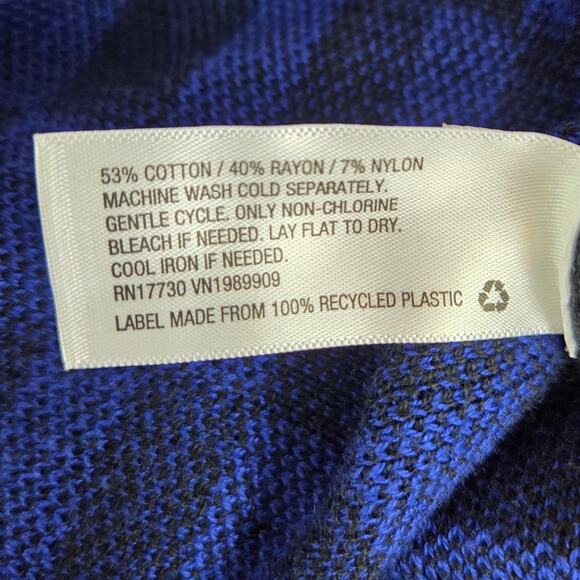 53% COTTON / 40% RAYON / 7% NYLON
MACHINE WASH COLD SEPARATELY.
GENTLE CYCLE. ONLY NON-CHLORINE
BLEACH IF NEEDED. LAY FLAT TO DRY.
COOL IRON IF NEEDED.
RN17730 VN1989909
LABEL MADE FROM 100% RECYCLED PLASTIC